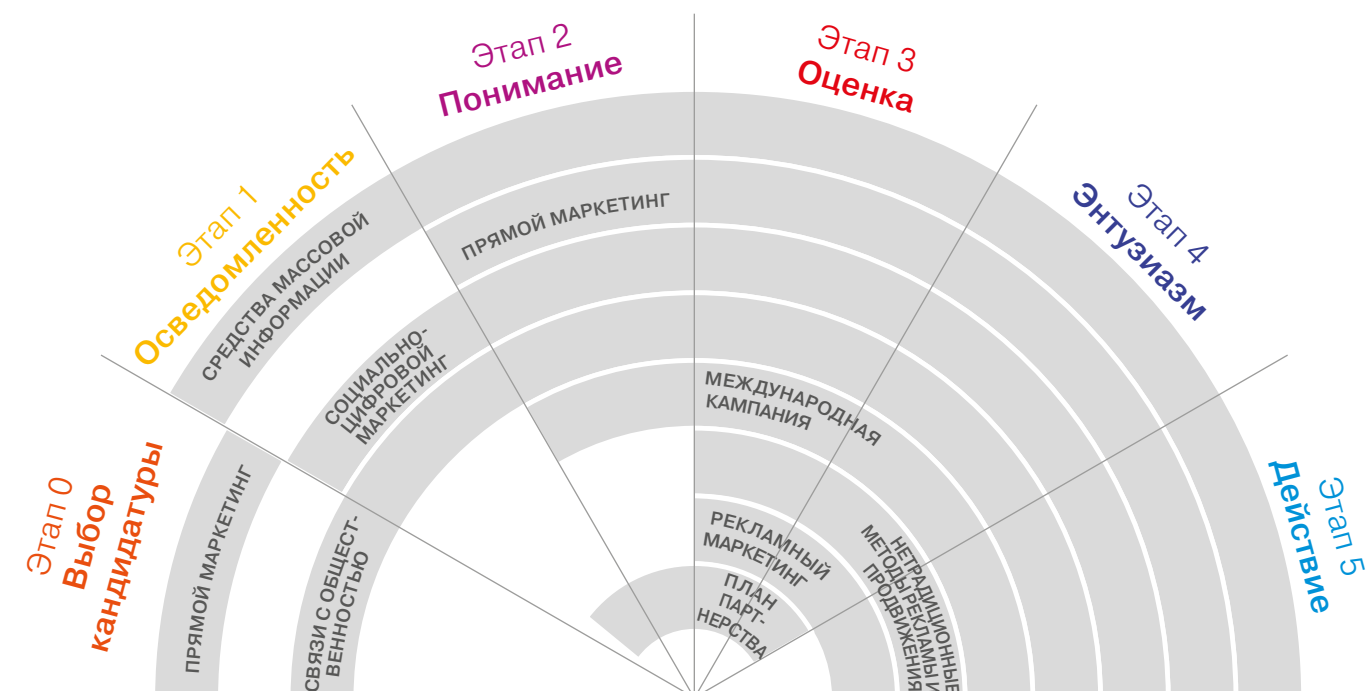 Этап 0
Выбор
кандидатуры
Этап 1
Осведомленность
Этап 2
Понимание
Этап 3
Оценка
Этап 4
Энтузиазм
Этап 5
Действие
ПРЯМОЙ МАРКЕТИНГ
СВЯЗИ С ОБЩЕСТ-
ВЕННОСТЬЮ
СРЕДСТВА МАССОВОЙ
ИНФОРМАЦИИ
СОЦИАЛЬНО-
ЦИФРОВОЙ
МАРКЕТИНГ
ПРЯМОЙ МАРКЕТИНГ
МЕЖДУНАРОДНАЯ
КАМПАНИЯ
РЕКЛАМНЫЙ
МАРКЕТИНГ
ПЛАН
ПАРТ-
НЕРСТВА
НЕТРАДИЦИОННЫЕ
МЕТОДЫ РЕКЛАМЫ И
ПРОДВИЖЕНИЯ